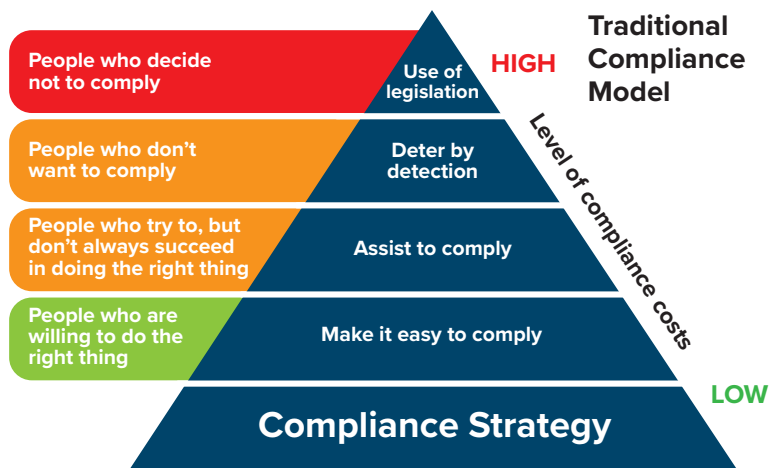 Traditional
Compliance
Model
People who decide
not to comply
Use of
legislation
HIGH
People who don’t
want to comply
Deter by
detection
Level of compliance costs
People who try to, but
don’t always succeed
in doing the right thing
Assist to comply
People who are
willing to do the
right thing
Make it easy to comply
LOW
Compliance Strategy